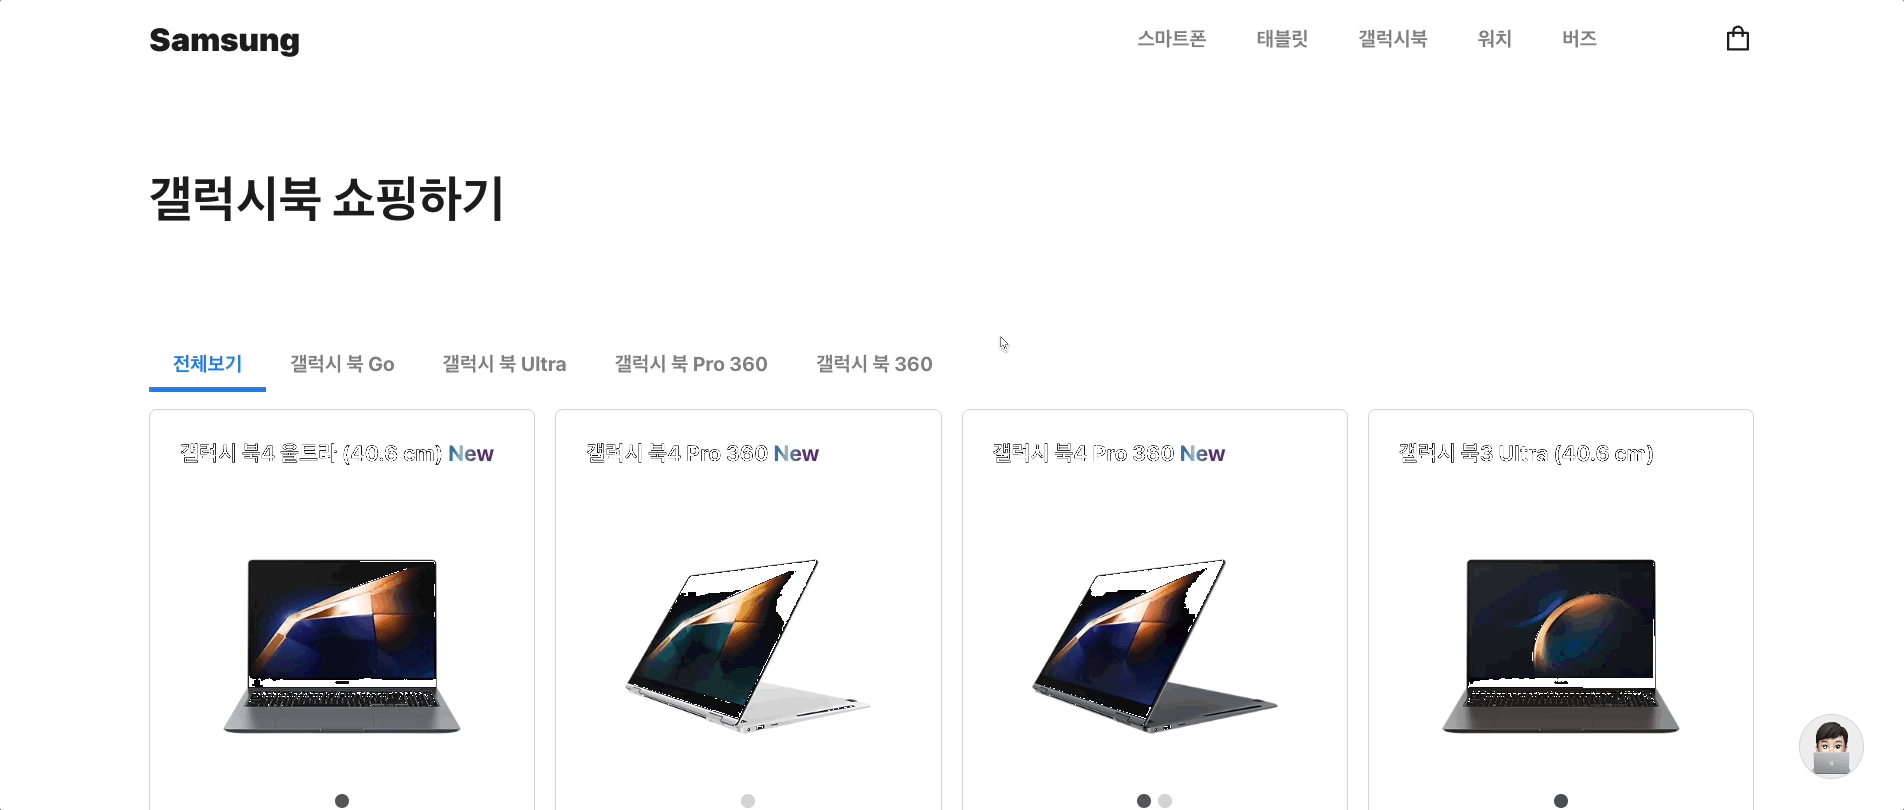 Samsung
스마트폰 태블릿 갤럭시북 워치 버즈
갤럭시북 쇼핑하기
전체보기 갤럭시 북 Go 갤럭시 북 Ultra 갤럭시 북 Pro 360 갤럭시 북 360
갤럭시 북4 울트라 (40.6 cm) New
갤럭시 북4 Pro 360 New
갤럭시 북4 Pro 360 New
갤럭시 북3 Ultra (40.6 cm)